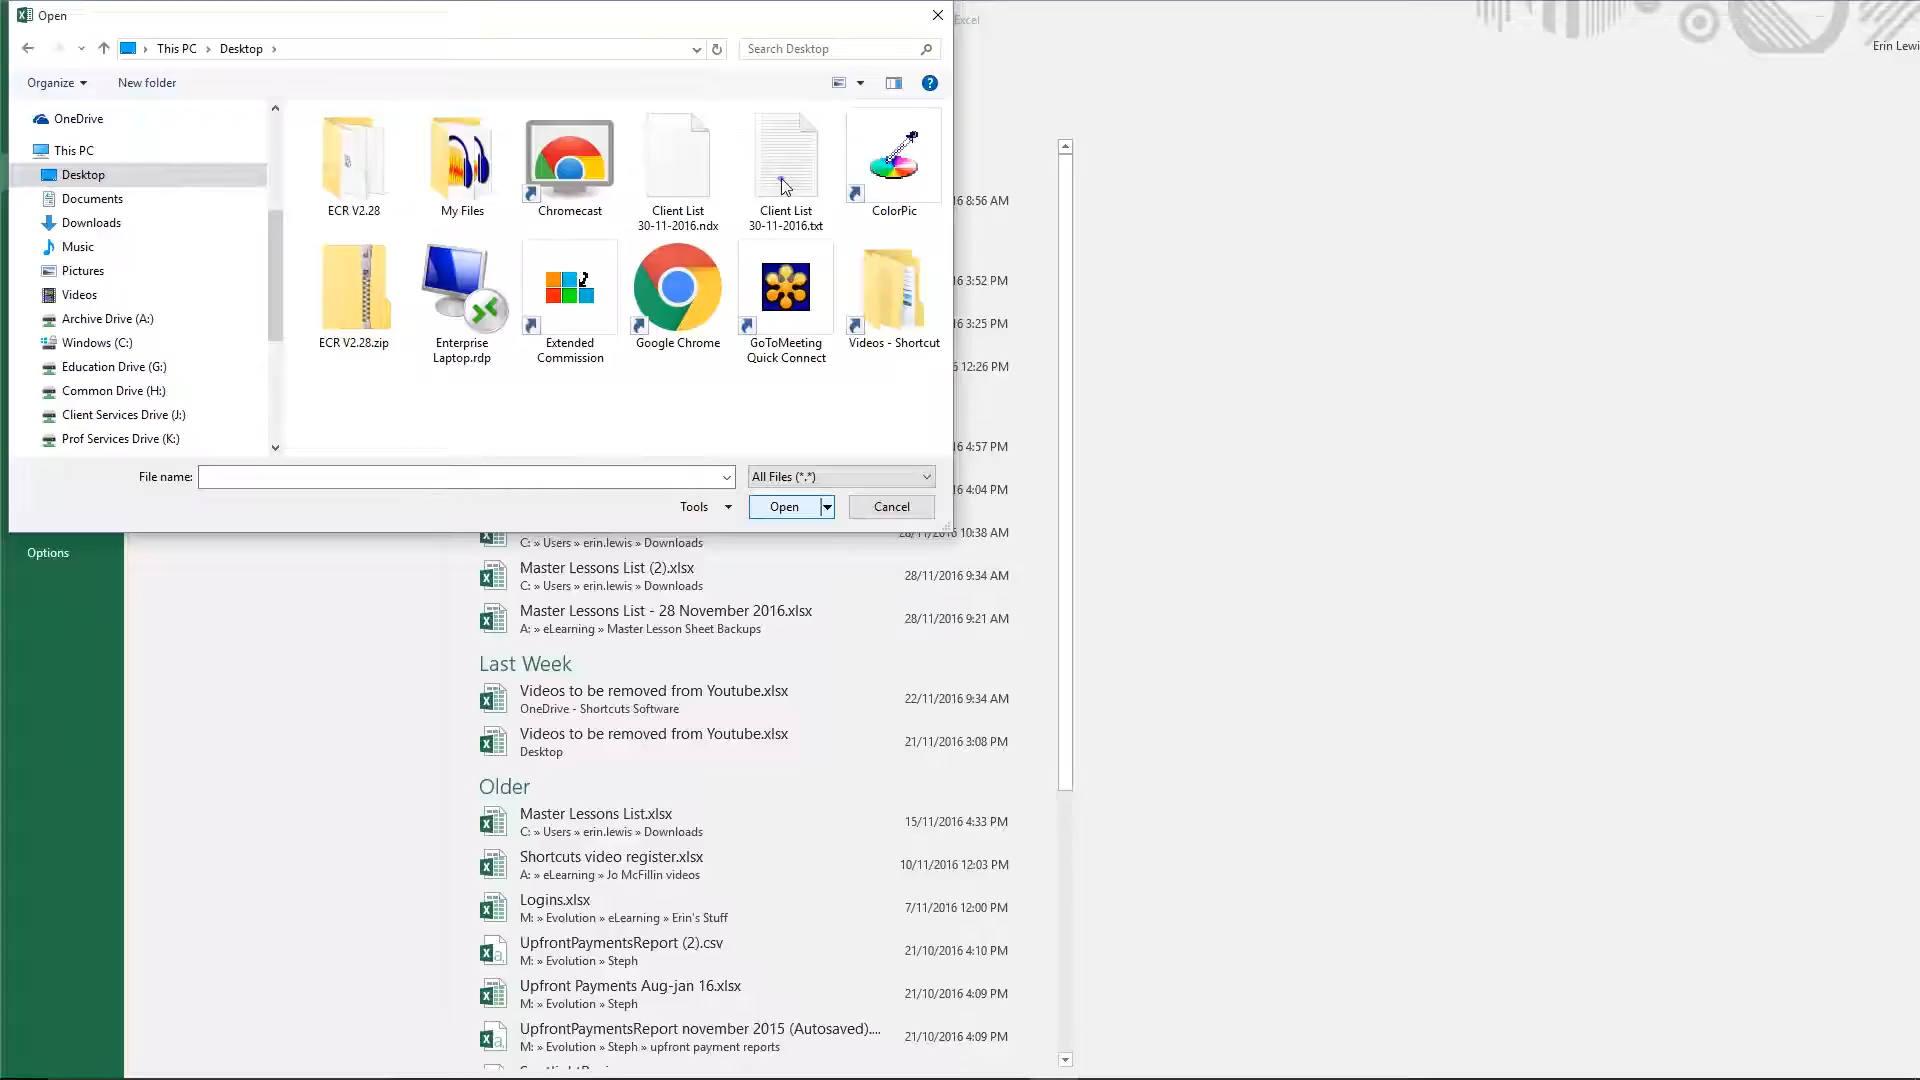 Open
Excel
Erin Lewi
This PC
Desktop
Search Desktop
Organize
New folder
OneDrive
This PC
Desktop
Documents
Downloads
Music
Pictures
Videos
Archive Drive (A:)
Windows (C:)
Education Drive (G:)
Common Drive (H:)
Client Services Drive (J:)
Prof Services Drive (K:)
ECR V2.28
My Files
Chromecast
Client List
30-11-2016.ndx
Client List
30-11-2016.txt
ColorPic
ECR V2.28.zip
Enterprise
Laptop.rdp
Extended
Commission
Google Chrome
GoToMeeting
Quick Connect
Videos - Shortcut
File name:
All Files (*.*)
Tools
Open
Cancel
16 8:56 AM
16 3:52 PM
16 3:25 PM
12:26 PM
16 4:57 PM
16 4:04 PM
28/11/2016 10:38 AM
Options
C: » Users » erin.lewis » Downloads
Master Lessons List (2).xlsx
C: » Users » erin.lewis » Downloads
28/11/2016 9:34 AM
Master Lessons List - 28 November 2016.xlsx
A: » eLearning » Master Lesson Sheet Backups
28/11/2016 9:21 AM
Last Week
Videos to be removed from Youtube.xlsx
OneDrive - Shortcuts Software
22/11/2016 9:34 AM
Videos to be removed from Youtube.xlsx
Desktop
21/11/2016 3:08 PM
Older
Master Lessons List.xlsx
C: » Users » erin.lewis » Downloads
15/11/2016 4:33 PM
Shortcuts video register.xlsx
A: » eLearning » Jo McFillin videos
10/11/2016 12:03 PM
Logins.xlsx
M: » Evolution » eLearning » Erin's Stuff
7/11/2016 12:00 PM
UpfrontPaymentsReport (2).csv
M: » Evolution » Steph
21/10/2016 4:10 PM
Upfront Payments Aug-jan 16.xlsx
M: » Evolution » Steph
21/10/2016 4:09 PM
UpfrontPaymentsReport november 2015 (Autosaved)....
M: » Evolution » Steph » upfront payment reports
21/10/2016 4:09 PM